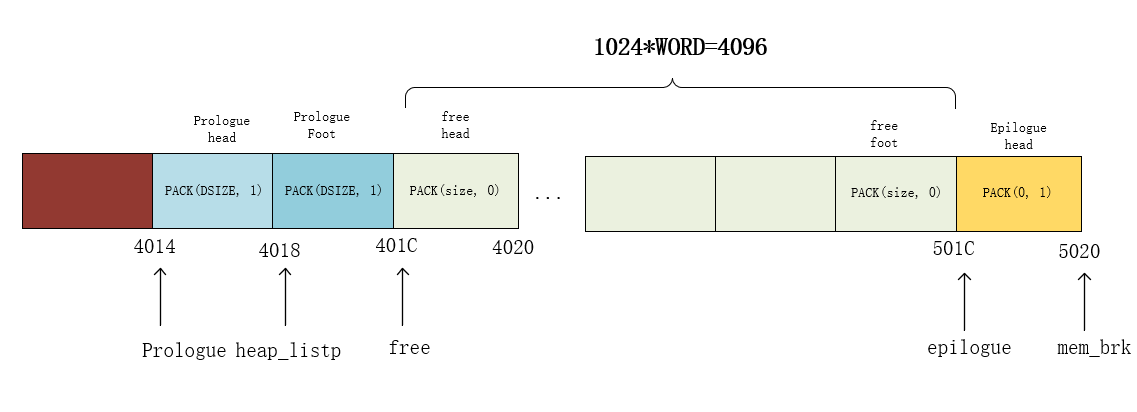 1024*WORD=4096
Prologue
head
Prologue
Foot
free
head
free
foot
Epilogue
head
PACK(DSIZE, 1)
PACK(DSIZE, 1)
PACK(size, 0)
...
PACK(size, 0)
PACK(0, 1)
4014
4018
401C
4020
501C
5020
Prologue
heap_listp
free
epilogue
mem_brk